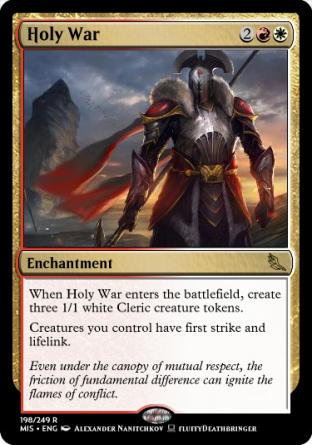 Holy War 2
Enchantment
When Holy War enters the battlefield, create
three 1/1 white Cleric creature tokens.
Creatures you control have first strike and
lifelink.
Even under the canopy of mutual respect, the
friction of fundamental difference can ignite the
flames of conflict.
198/249 R
MIS • ENG Alexander Nanitchkov fluffyDeathbringer